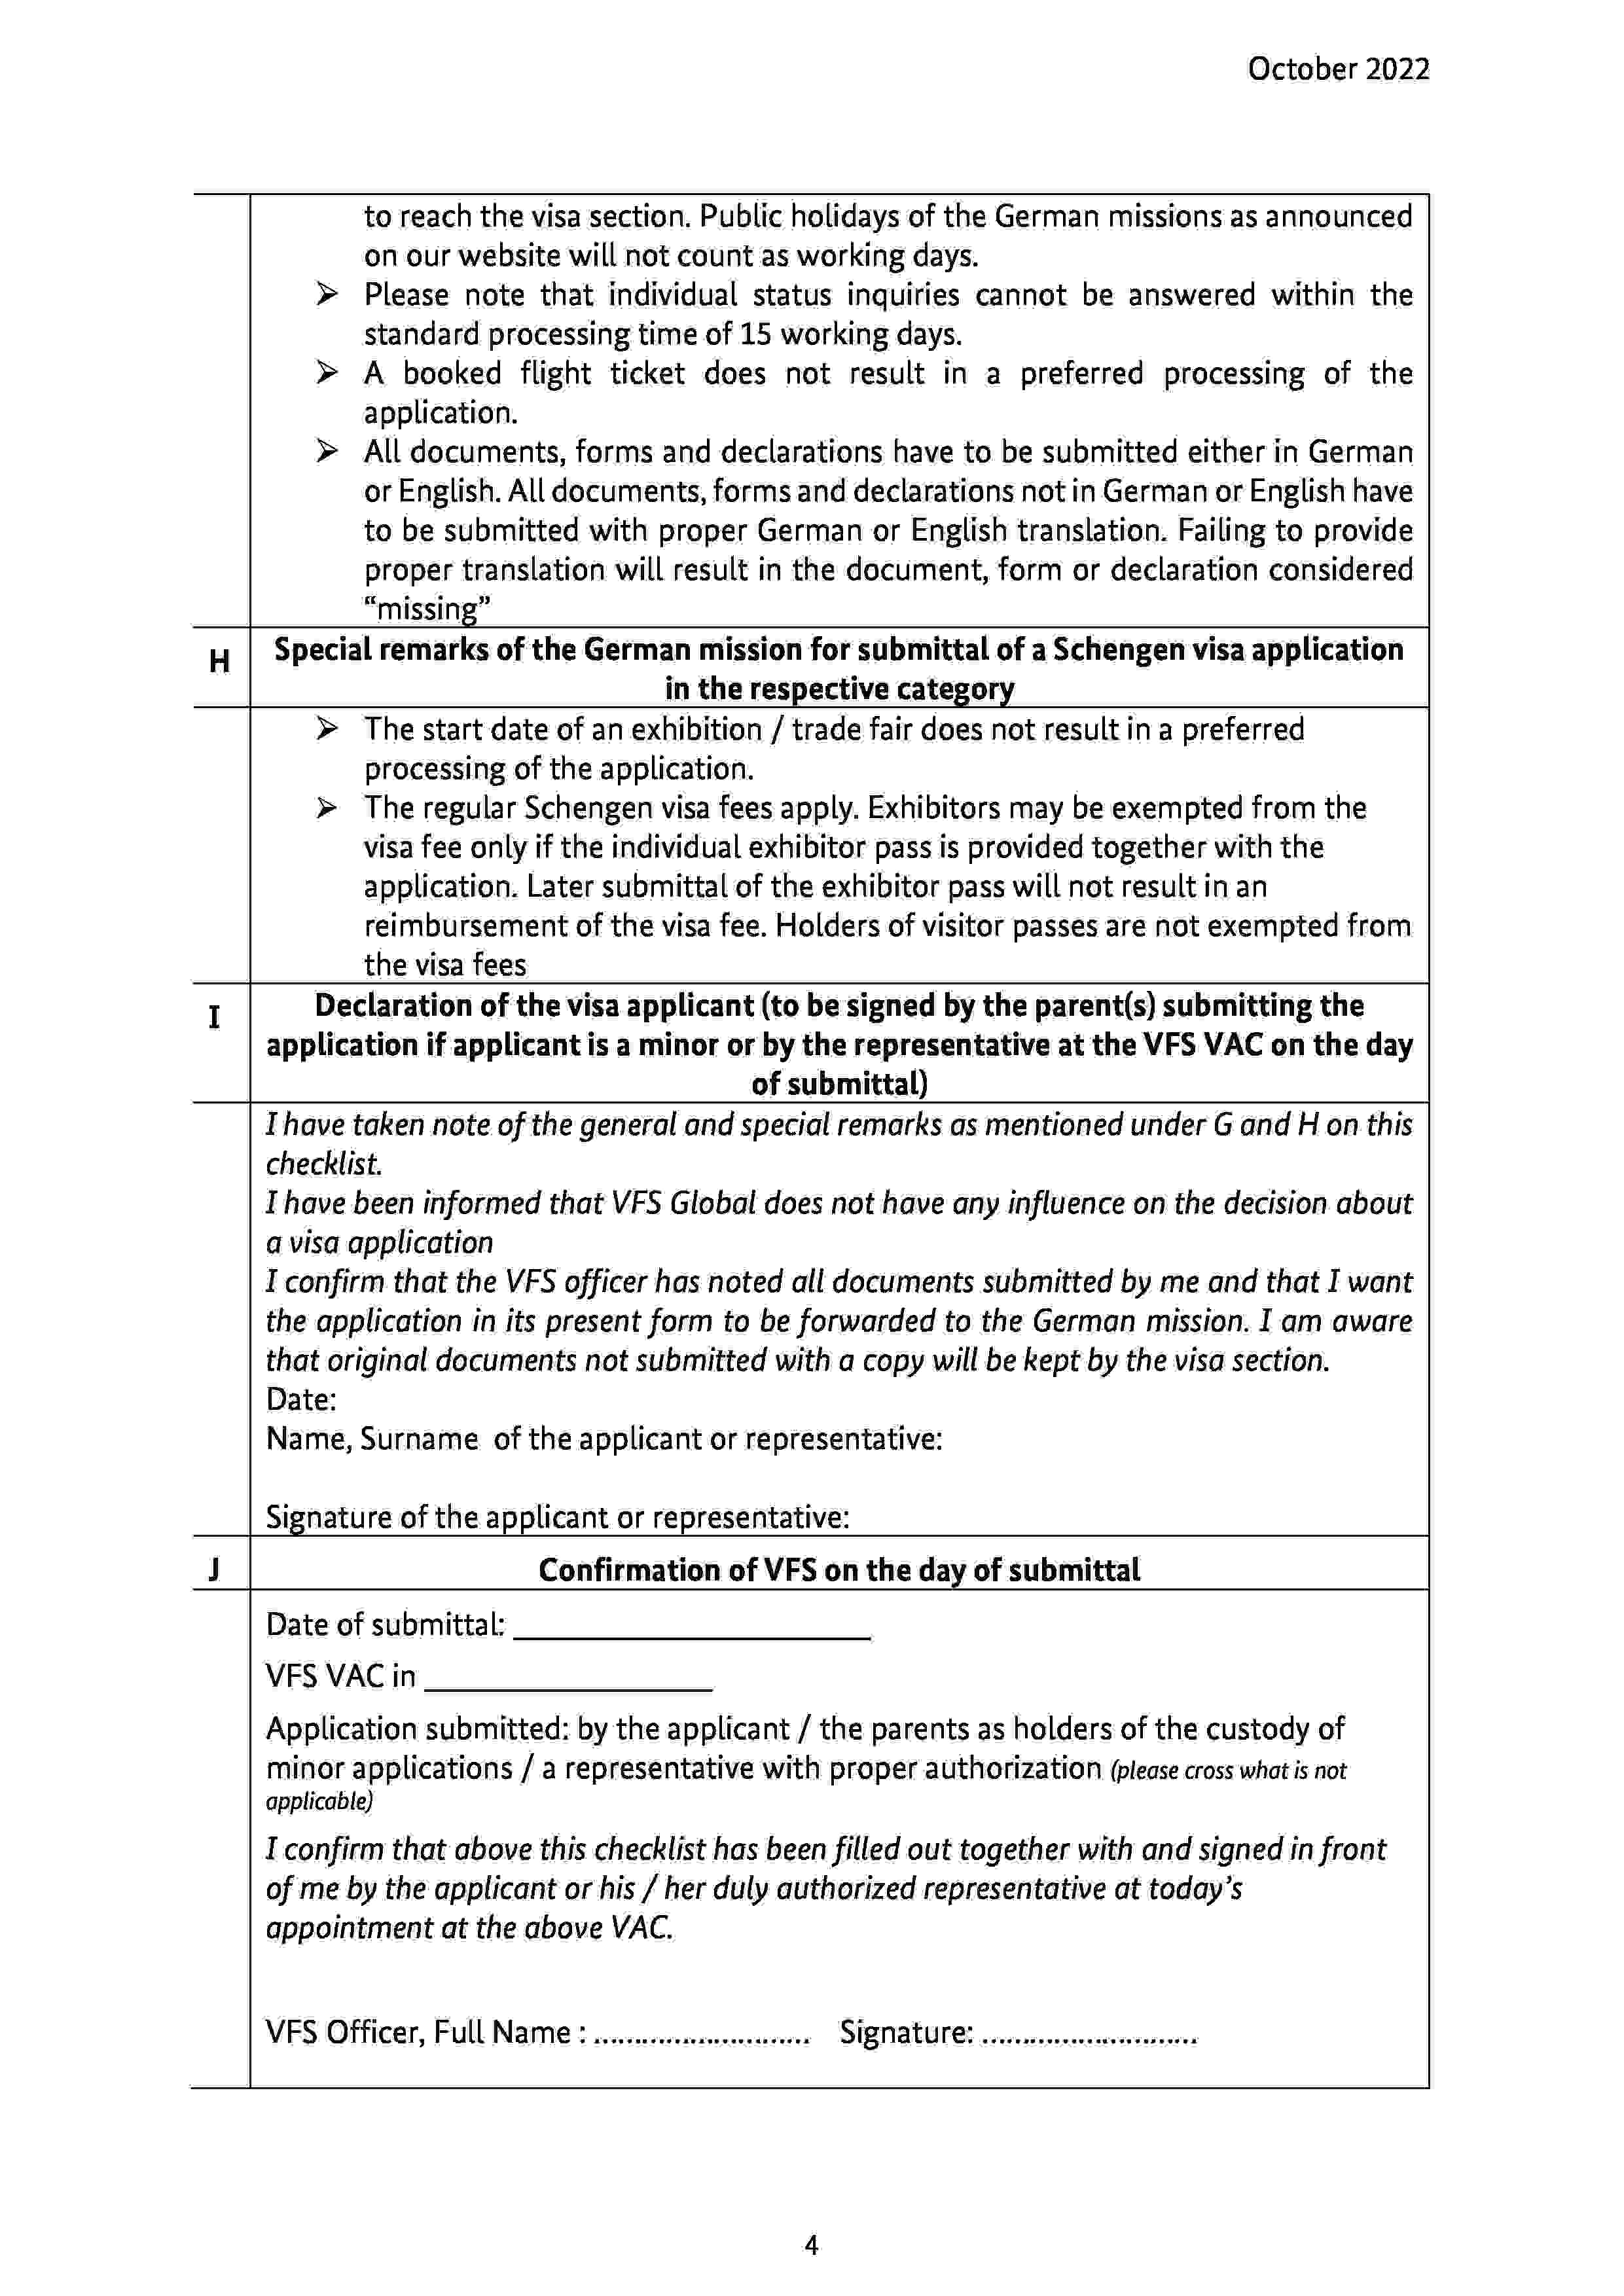 October 2022
to reach the visa section. Public holidays of the German missions as announced
on our website will not count as working days.
➢ Please note that individual status inquiries cannot be answered within the
standard processing time of 15 working days.
➢ A booked flight ticket does not result in a preferred processing of the
application.
➢ All documents, forms and declarations have to be submitted either in German
or English. All documents, forms and declarations not in German or English have
to be submitted with proper German or English translation. Failing to provide
proper translation will result in the document, form or declaration considered
“missing”
H Special remarks of the German mission for submittal of a Schengen visa application
in the respective category
➢ The start date of an exhibition / trade fair does not result in a preferred
processing of the application.
➢ The regular Schengen visa fees apply. Exhibitors may be exempted from the
visa fee only if the individual exhibitor pass is provided together with the
application. Later submittal of the exhibitor pass will not result in an
reimbursement of the visa fee. Holders of visitor passes are not exempted from
the visa fees
I Declaration of the visa applicant (to be signed by the parent(s) submitting the
application if applicant is a minor or by the representative at the VFS VAC on the day
of submittal)
I have taken note of the general and special remarks as mentioned under G and H on this
checklist.
I have been informed that VFS Global does not have any influence on the decision about
a visa application
I confirm that the VFS officer has noted all documents submitted by me and that I want
the application in its present form to be forwarded to the German mission. I am aware
that original documents not submitted with a copy will be kept by the visa section.
Date:
Name, Surname of the applicant or representative:
Signature of the applicant or representative:
J Confirmation of VFS on the day of submittal
Date of submittal: ____________________
VFS VAC in ________________
Application submitted: by the applicant / the parents as holders of the custody of
minor applications / a representative with proper authorization (please cross what is not
applicable)
I confirm that above this checklist has been filled out together with and signed in front
of me by the applicant or his / her duly authorized representative at today’s
appointment at the above VAC.
VFS Officer, Full Name : ........................... Signature: ...........................
4